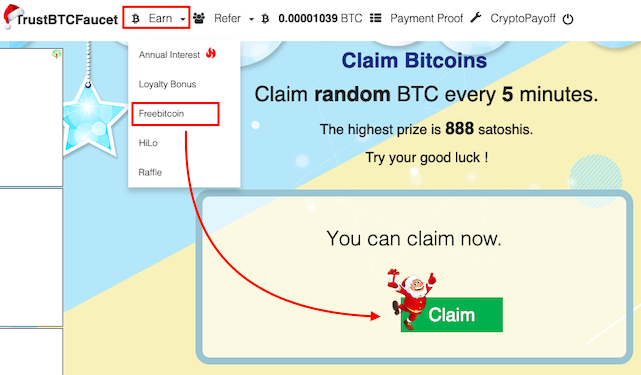 TrustBTCFaucet Earn Refer 0.00001039 BTC Payment Proof CryptoPayoff
Annual Interest
Loyalty Bonus
Freebitcoin
HiLo
Raffle
Claim Bitcoins
Claim random BTC every 5 minutes.
The highest prize is 888 satoshis.
Try your good luck !
You can claim now.
Claim